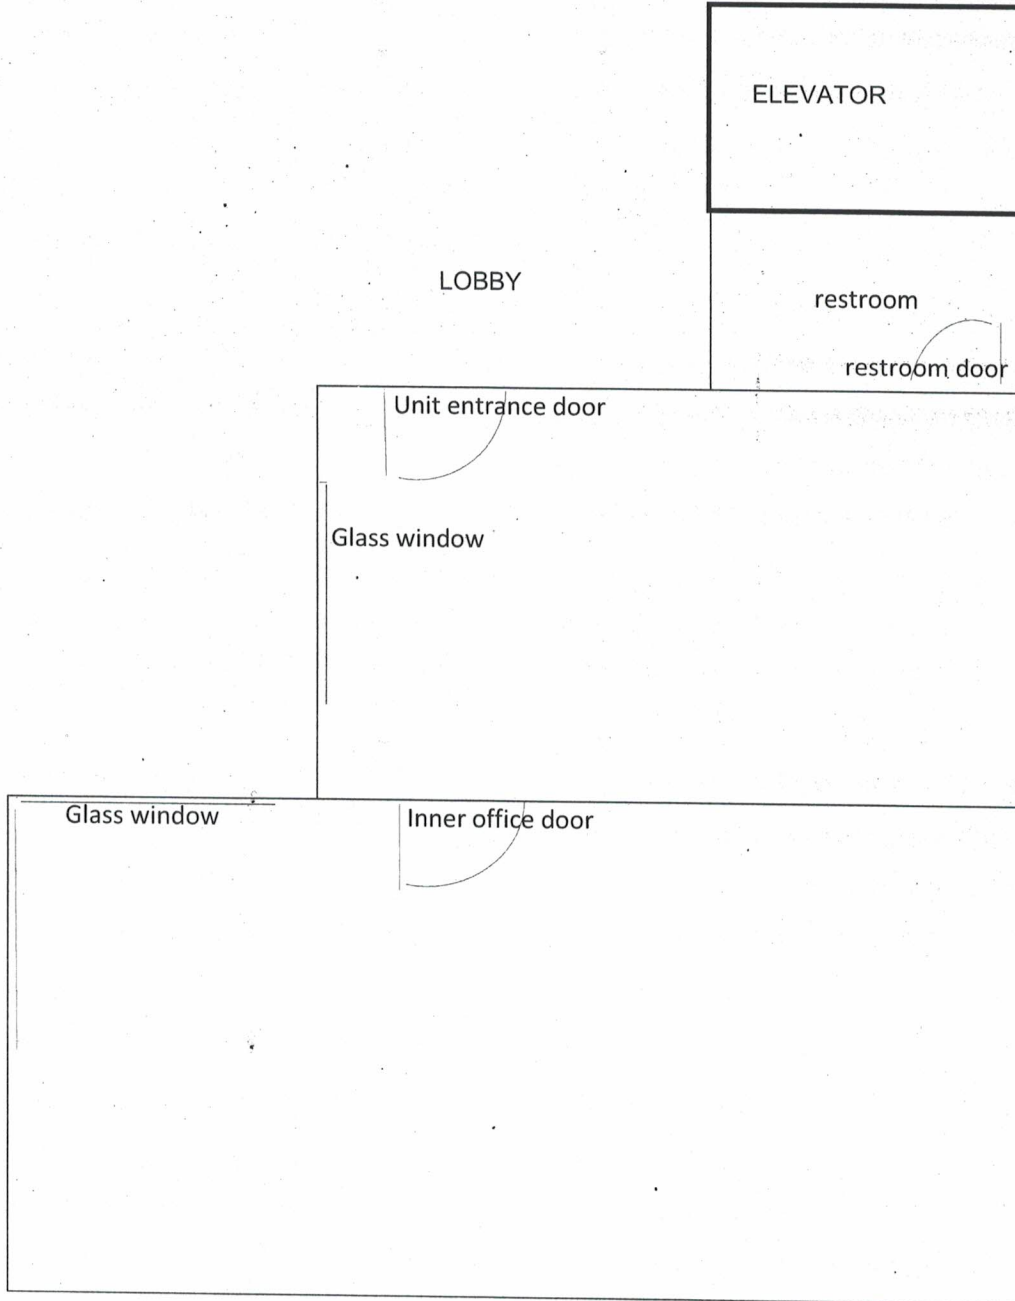 ELEVATOR
LOBBY
restroom
restroom door
Unit entrance door
Glass window
Glass window
Inner office door